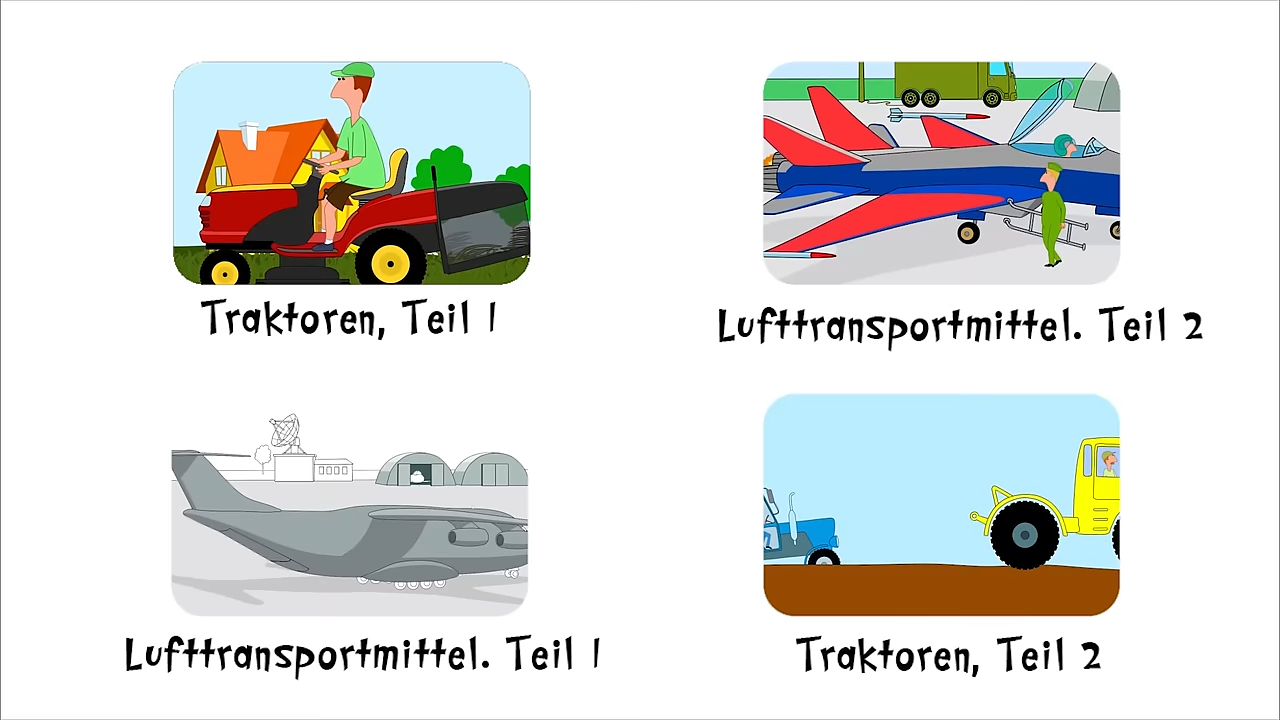 Traktoren, Teil 1
Lufttransportmittel. Teil 2
Lufttransportmittel. Teil 1
Traktoren, Teil 2